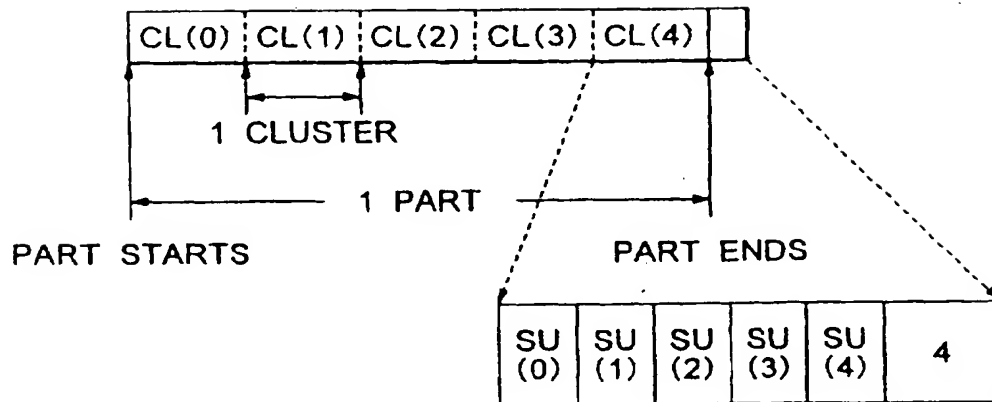 CL(0) CL(1) CL(2) CL(3) CL(4)
1 CLUSTER
1 PART
PART STARTS
PART ENDS
SU SU SU SU SU 4
(0) (1) (2) (3) (4)